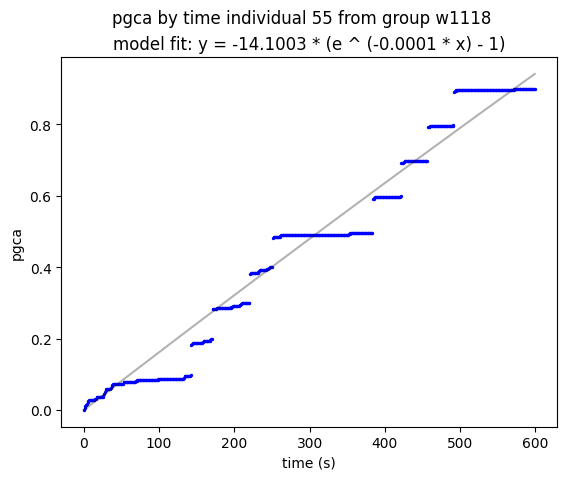 pgca by time individual 55 from group w1118
model fit: y = -14.1003 * (e ^ (-0.0001 * x) - 1)
pgca
0.8
0.6
0.4
0.2
0.0
0 100 200 300 400 500 600
time (s)